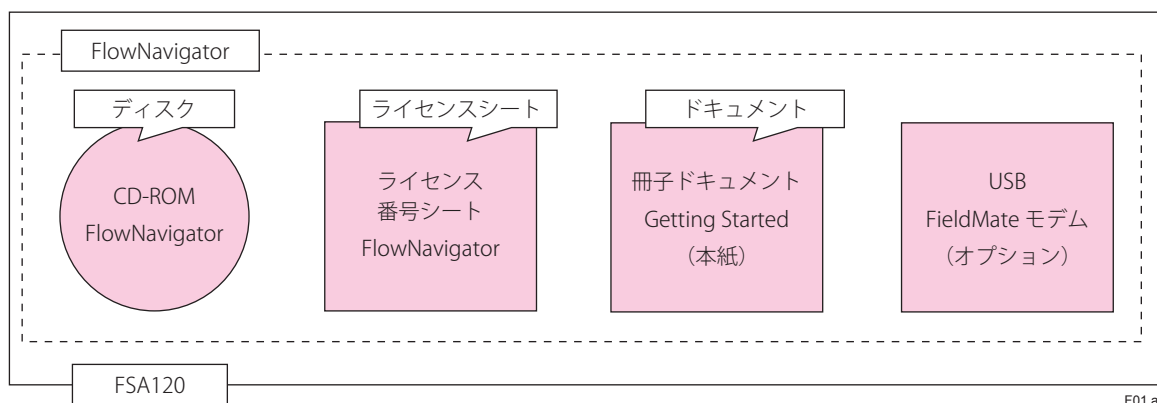 FlowNavigator
ディスク
CD-ROM
FlowNavigator
ライセンスシート
ライセンス
番号シート
FlowNavigator
ドキュメント
冊子ドキュメント
Getting Started
（本紙）
USB
FieldMate モデム
（オプション）
FSA120